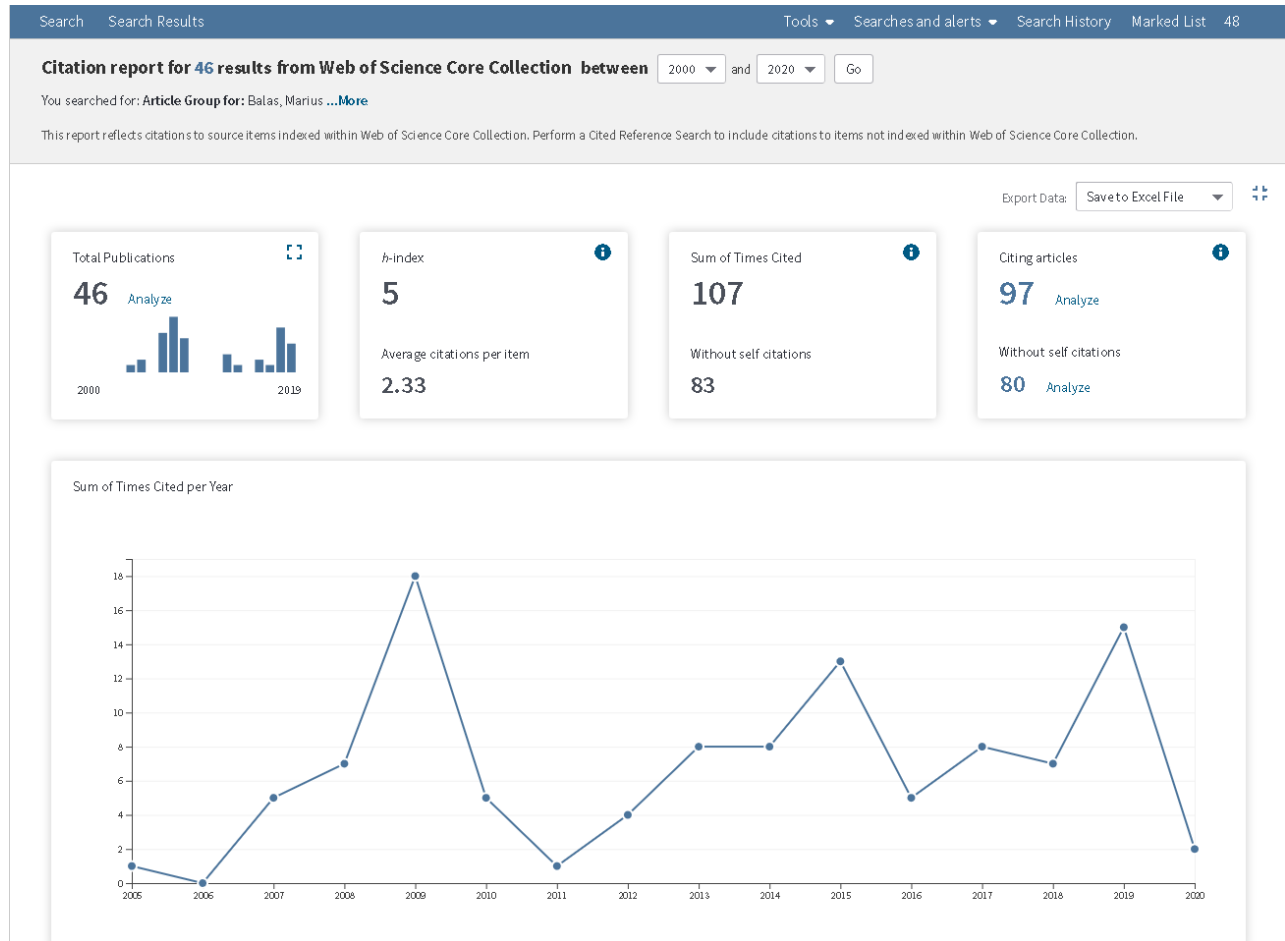 Search Search Results Tools Searches and alerts Search History Marked List 48
Citation report for 46 results from Web of Science Core Collection between 2000 and 2020 Go
You searched for: Article Group for: Balas, Marius ...More
This report reflects citations to source items indexed within Web of Science Core Collection. Perform a Cited Reference Search to include citations to items not indexed within Web of Science Core Collection.
Export Data: Save to Excel File
Total Publications
46 Analyze
2000 2019
h-index
5
Average citations per item
2.33
Sum of Times Cited
107
Without self citations
83
Citing articles
97 Analyze
Without self citations
80 Analyze
Sum of Times Cited per Year
18
16
14
12
10
8
6
4
2
0
2005 2006 2007 2008 2009 2010 2011 2012 2013 2014 2015 2016 2017 2018 2019 2020